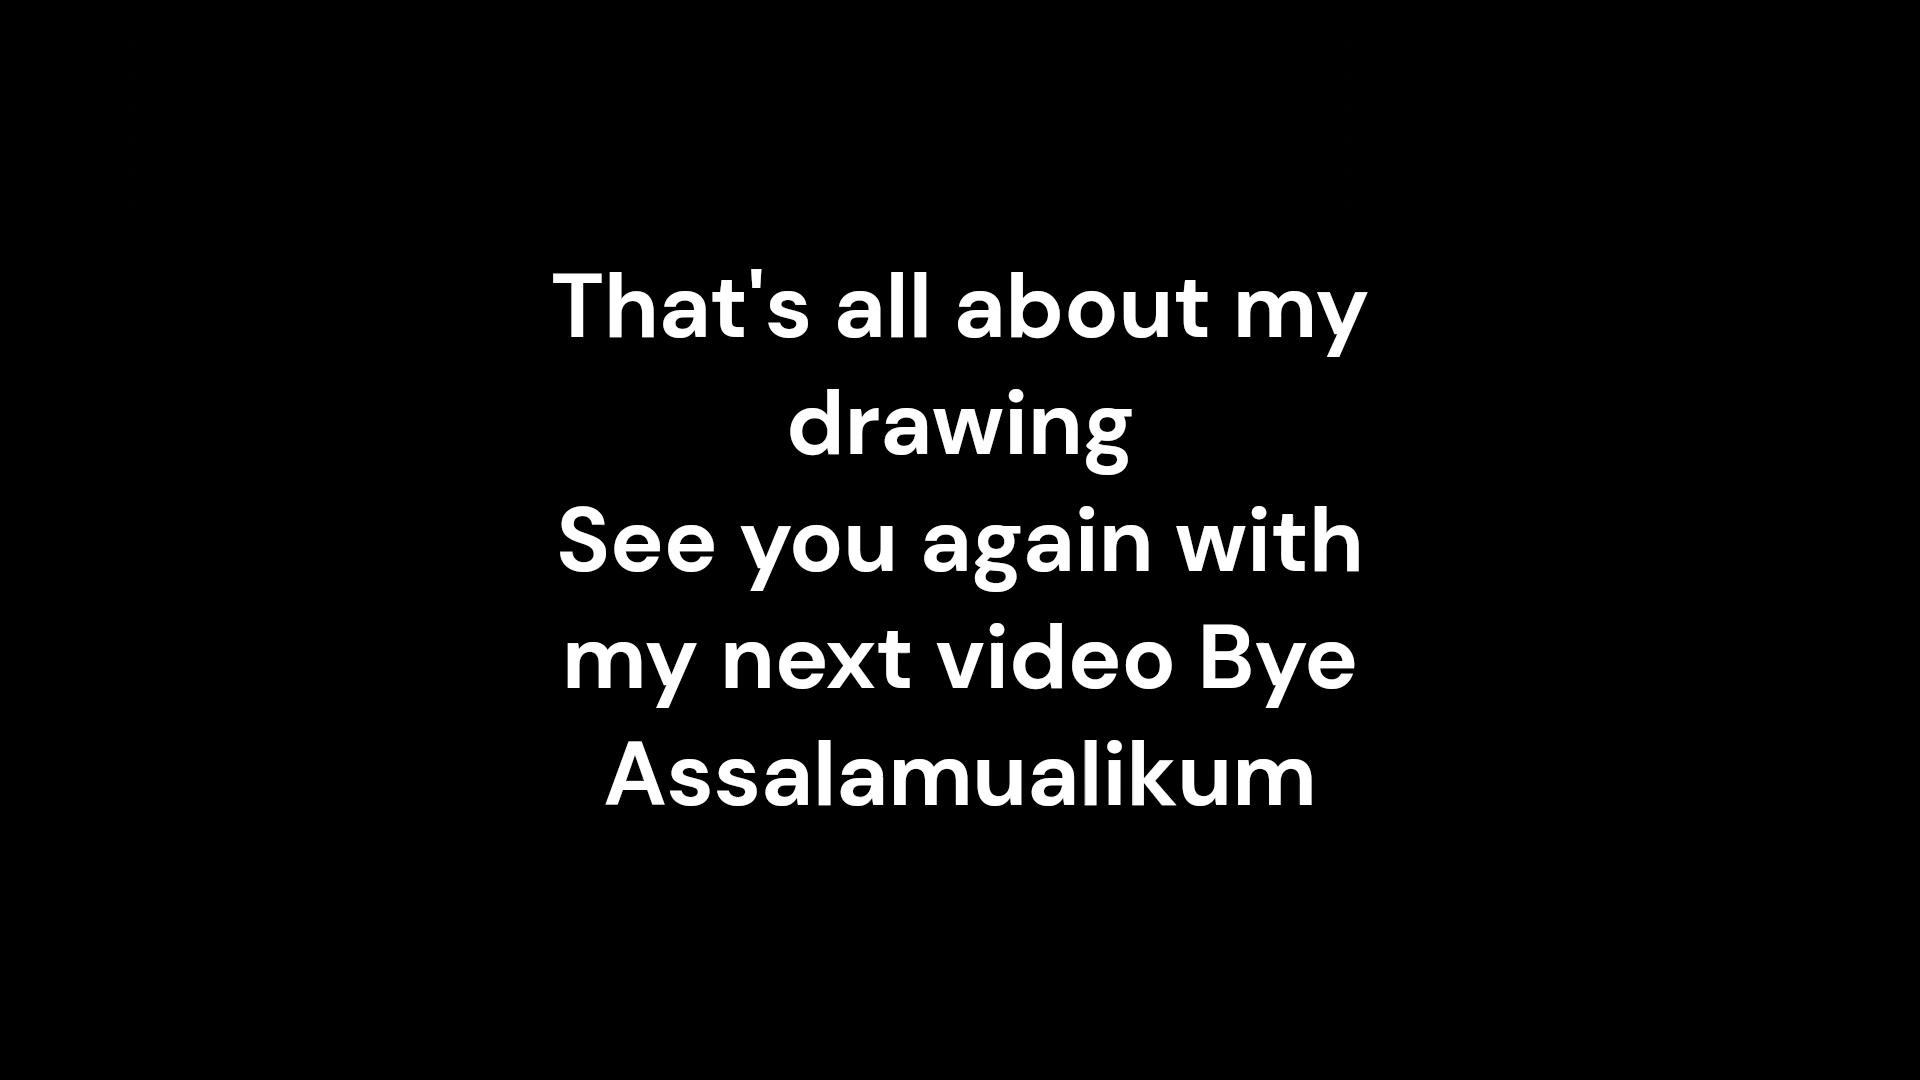 That's all about my
drawing
See you again with
my next video Bye
Assalamualikum